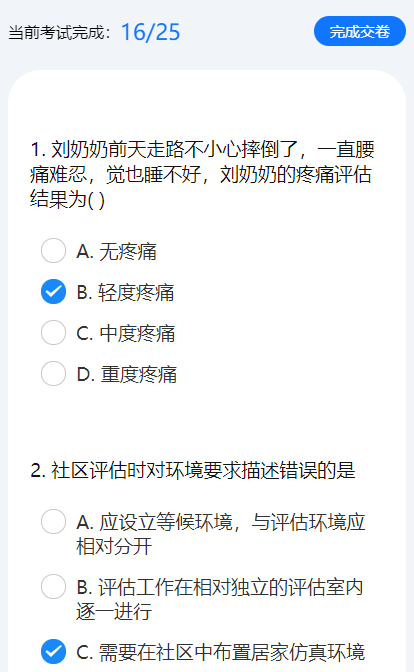 当前考试完成：16/25 完成交卷
1. 刘奶奶前天走路不小心摔倒了，一直腰
痛难忍，觉也睡不好，刘奶奶的疼痛评估
结果为( )
A. 无疼痛
B. 轻度疼痛
C. 中度疼痛
D. 重度疼痛
2. 社区评估时对环境要求描述错误的是
A. 应设立等候环境，与评估环境应
相对分开
B. 评估工作在相对独立的评估室内
逐一进行
C. 需要在社区中布置居家仿真环境